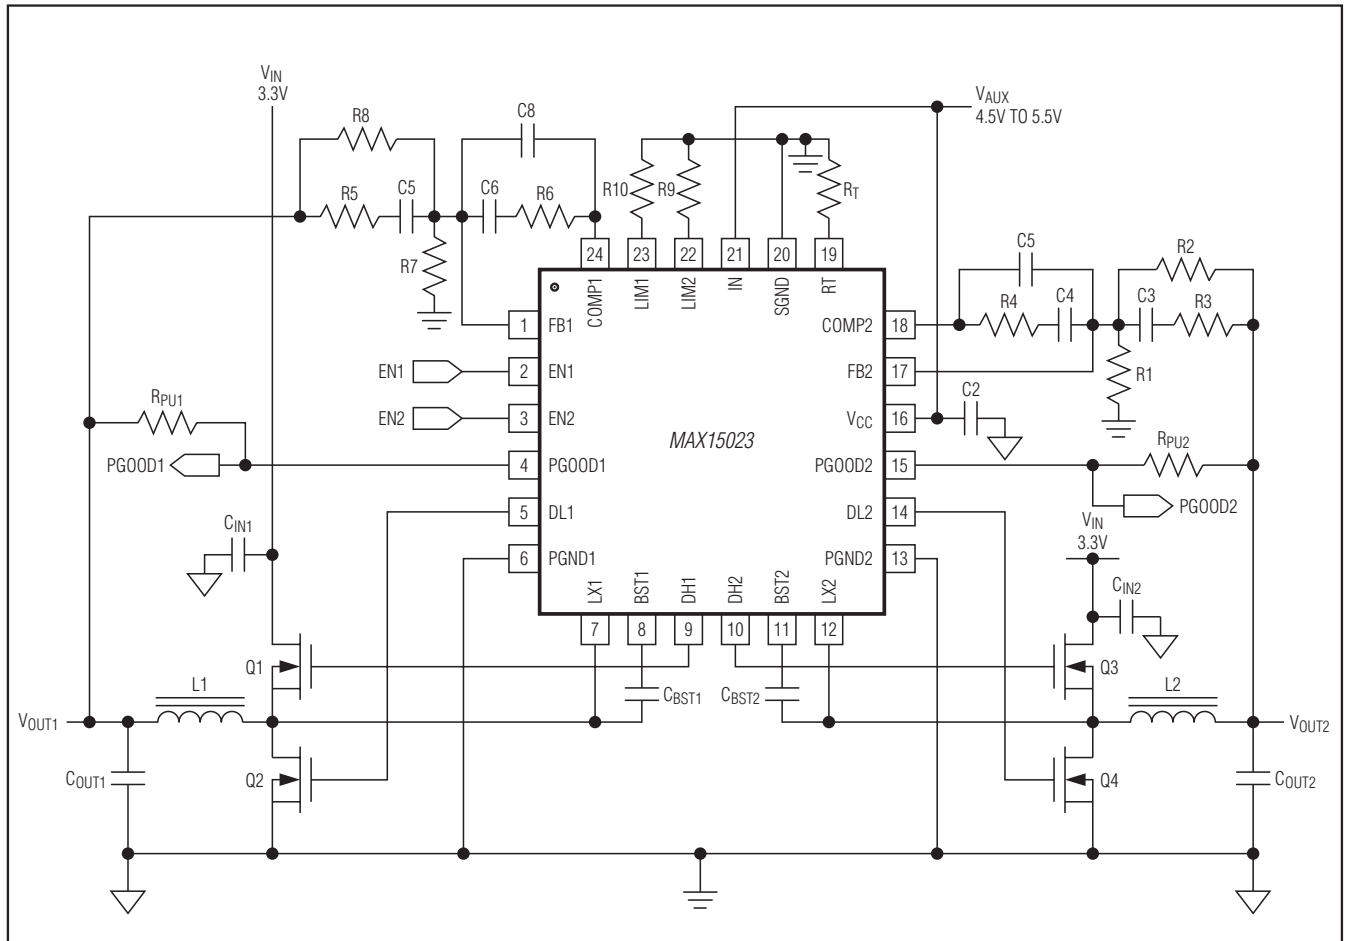 VIN
3.3V
VAUX
4.5V TO 5.5V
R8
C8
R5
C5
C6
R6
R10
R9
RT
R7
24
23
22
21
20
19
COMP1
LIM1
LIM2
IN
SGND
RT
C5
R2
R4
C4
C3
R3
R1
1
FB1
COMP2
18
EN1
2
EN1
FB2
17
EN2
3
EN2
VCC
16
C2
MAX15023
RPU1
PGOOD1
4
PGOOD1
PGOOD2
15
RPU2
PGOOD2
5
DL1
DL2
14
VIN
3.3V
CIN1
6
PGND1
PGND2
13
CIN2
LX1
BST1
DH1
DH2
BST2
LX2
7
8
9
10
11
12
Q1
Q3
L1
CBST1
CBST2
L2
VOUT1
VOUT2
COUT1
Q2
Q4
COUT2